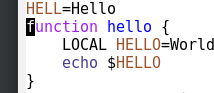 HELL=Hello
function hello {
    LOCAL HELLO=World
    echo $HELLO
}